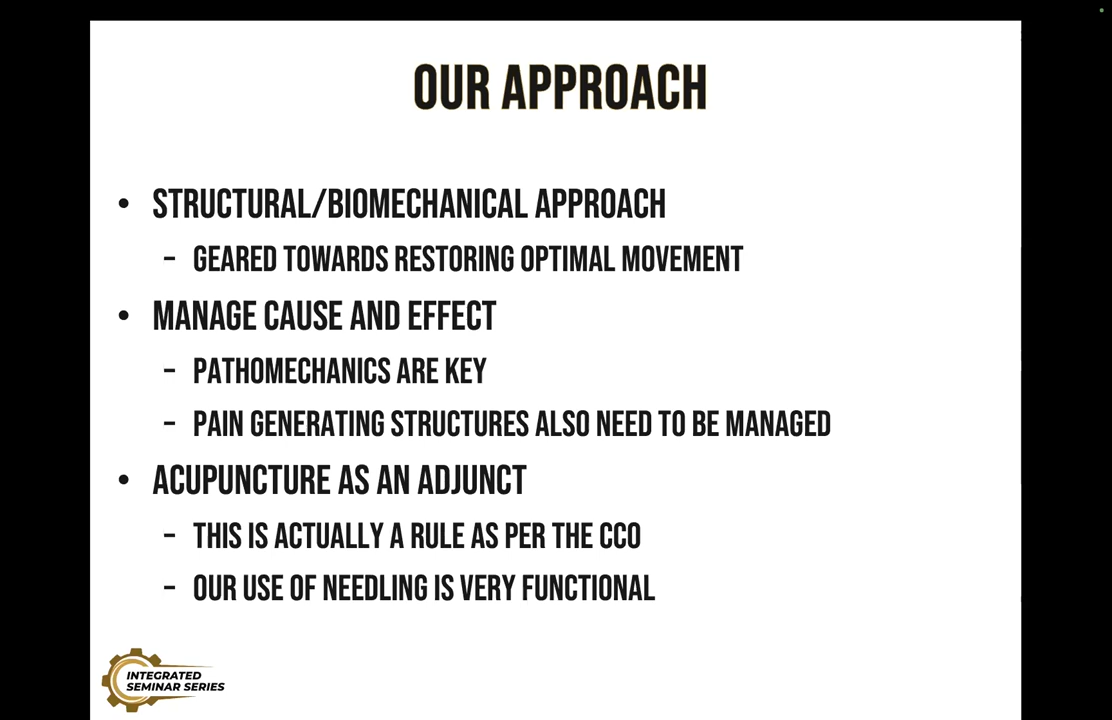 OUR APPROACH
• STRUCTURAL/BIOMECHANICAL APPROACH
– GEARED TOWARDS RESTORING OPTIMAL MOVEMENT
• MANAGE CAUSE AND EFFECT
– PATHOMECHANICS ARE KEY
– PAIN GENERATING STRUCTURES ALSO NEED TO BE MANAGED
• ACUPUNCTURE AS AN ADJUNCT
– THIS IS ACTUALLY A RULE AS PER THE CCO
– OUR USE OF NEEDLING IS VERY FUNCTIONAL
INTEGRATED
SEMINAR SERIES